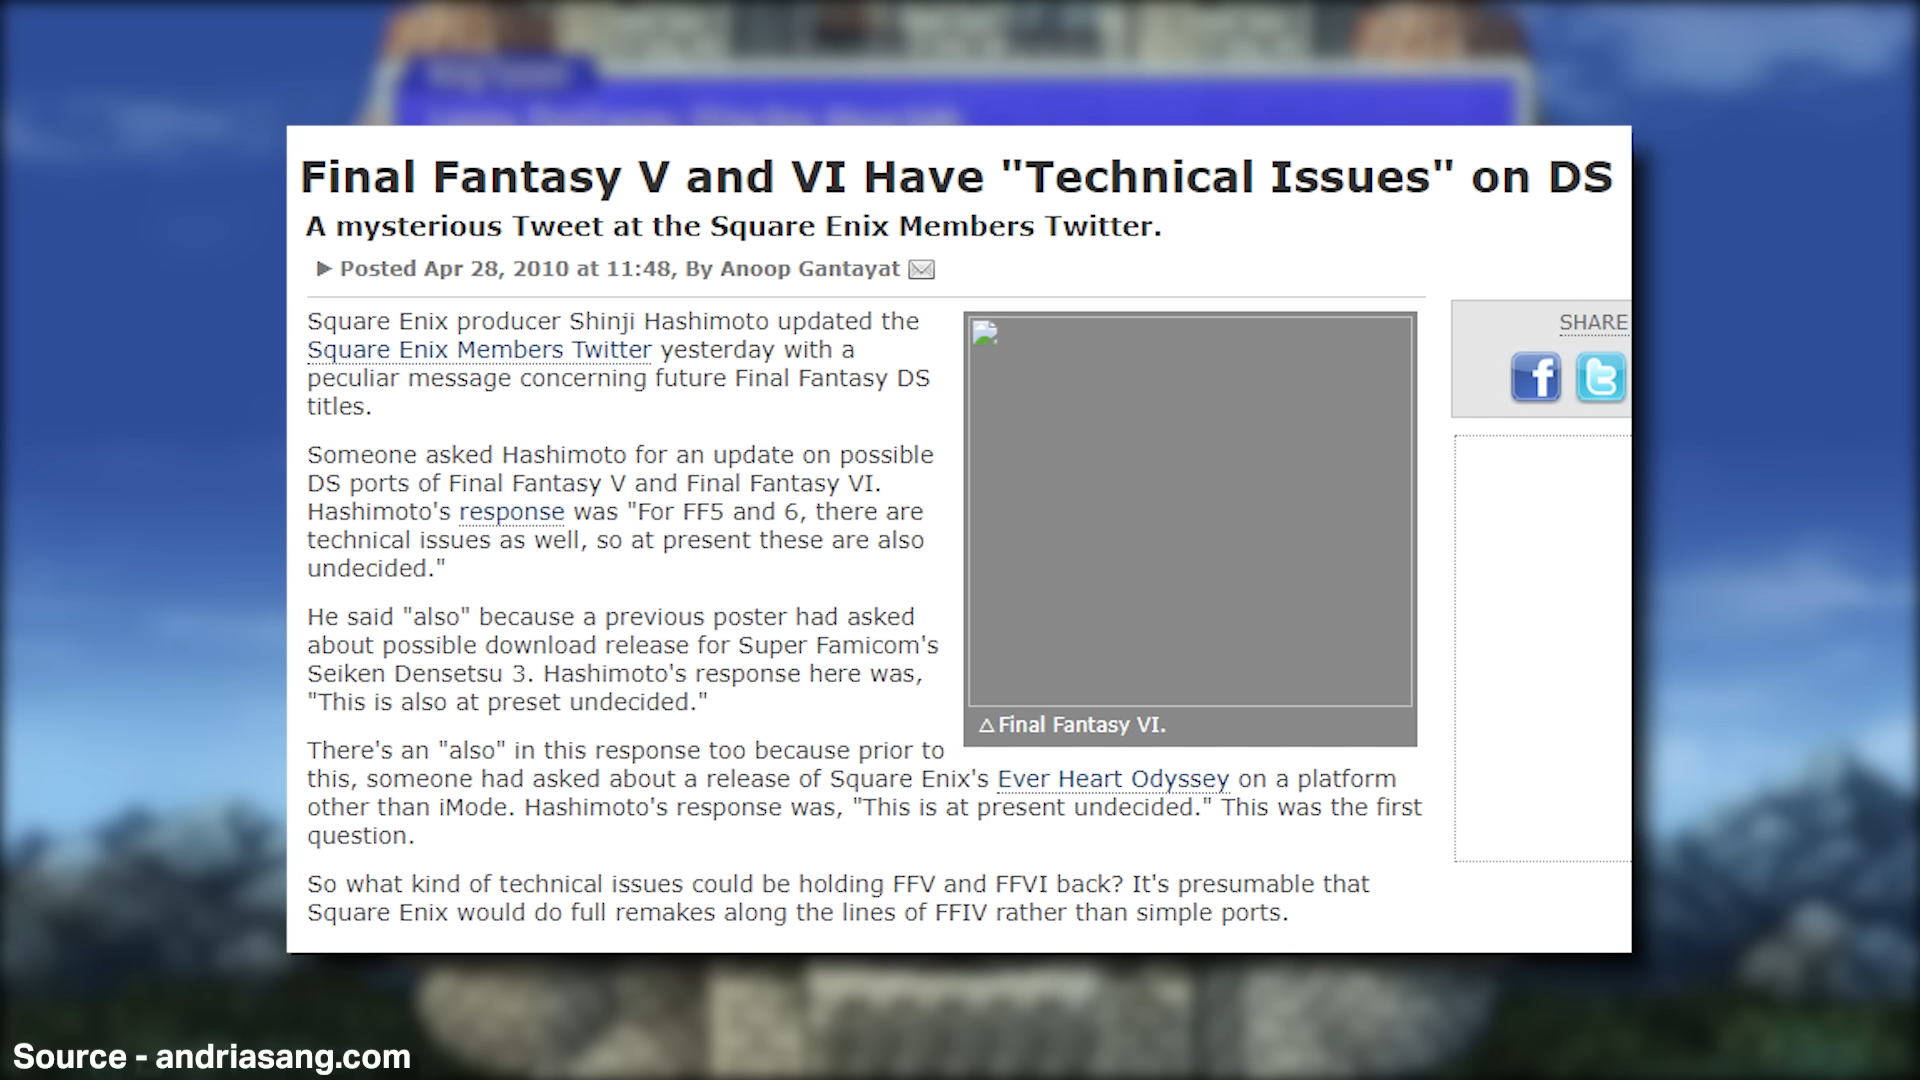 Final Fantasy V and VI Have "Technical Issues" on DS
A mysterious Tweet at the Square Enix Members Twitter.
Posted Apr 28, 2010 at 11:48, By Anoop Gantayat
Square Enix producer Shinji Hashimoto updated the
Square Enix Members Twitter yesterday with a
peculiar message concerning future Final Fantasy DS
titles.
Someone asked Hashimoto for an update on possible
DS ports of Final Fantasy V and Final Fantasy VI.
Hashimoto's response was "For FF5 and 6, there are
technical issues as well, so at present these are also
undecided."
He said "also" because a previous poster had asked
about possible download release for Super Famicom's
Seiken Densetsu 3. Hashimoto's response here was,
"This is also at preset undecided."
△ Final Fantasy VI.
There's an "also" in this response too because prior to
this, someone had asked about a release of Square Enix's Ever Heart Odyssey on a platform
other than iMode. Hashimoto's response was, "This is at present undecided." This was the first
question.
So what kind of technical issues could be holding FFV and FFVI back? It's presumable that
Square Enix would do full remakes along the lines of FFIV rather than simple ports.
SHARE
Source - andriasang.com